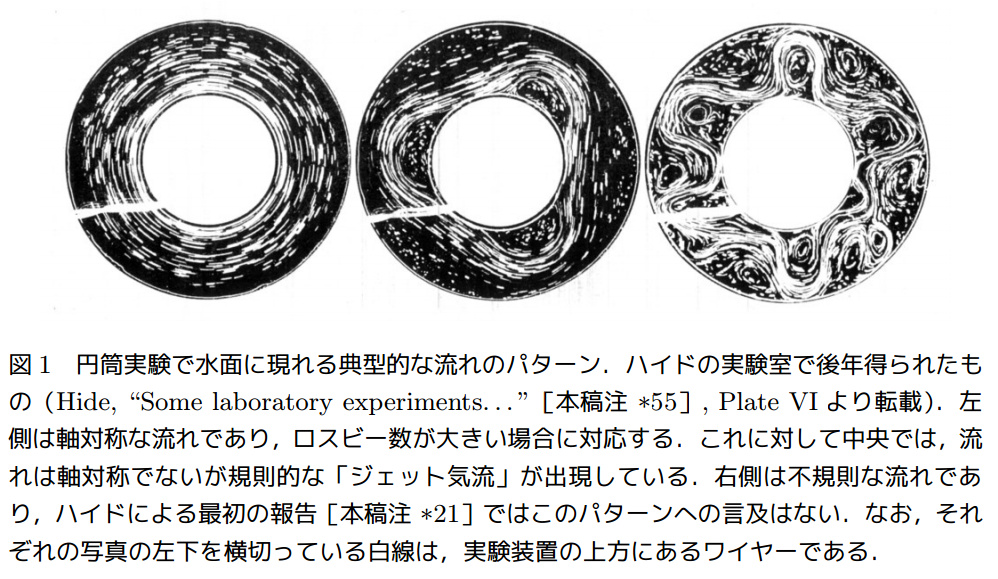 図 1　円筒実験で水面に現れる典型的な流れのパターン．ハイドの実験室で後年得られたも
の（Hide, “Some laboratory experiments. . . ”［本稿注 *55］, Plate VI より転載）．左
側は軸対称な流れであり，ロスビー数が大きい場合に対応する．これに対して中央では，流
れは軸対称でないが規則的な「ジェット気流」が出現している．右側は不規則な流れであ
り，ハイドによる最初の報告［本稿注 *21］ではこのパターンへの言及はない．なお，それ
ぞれの写真の左下を横切っている白線は，実験装置の上方にあるワイヤーである．